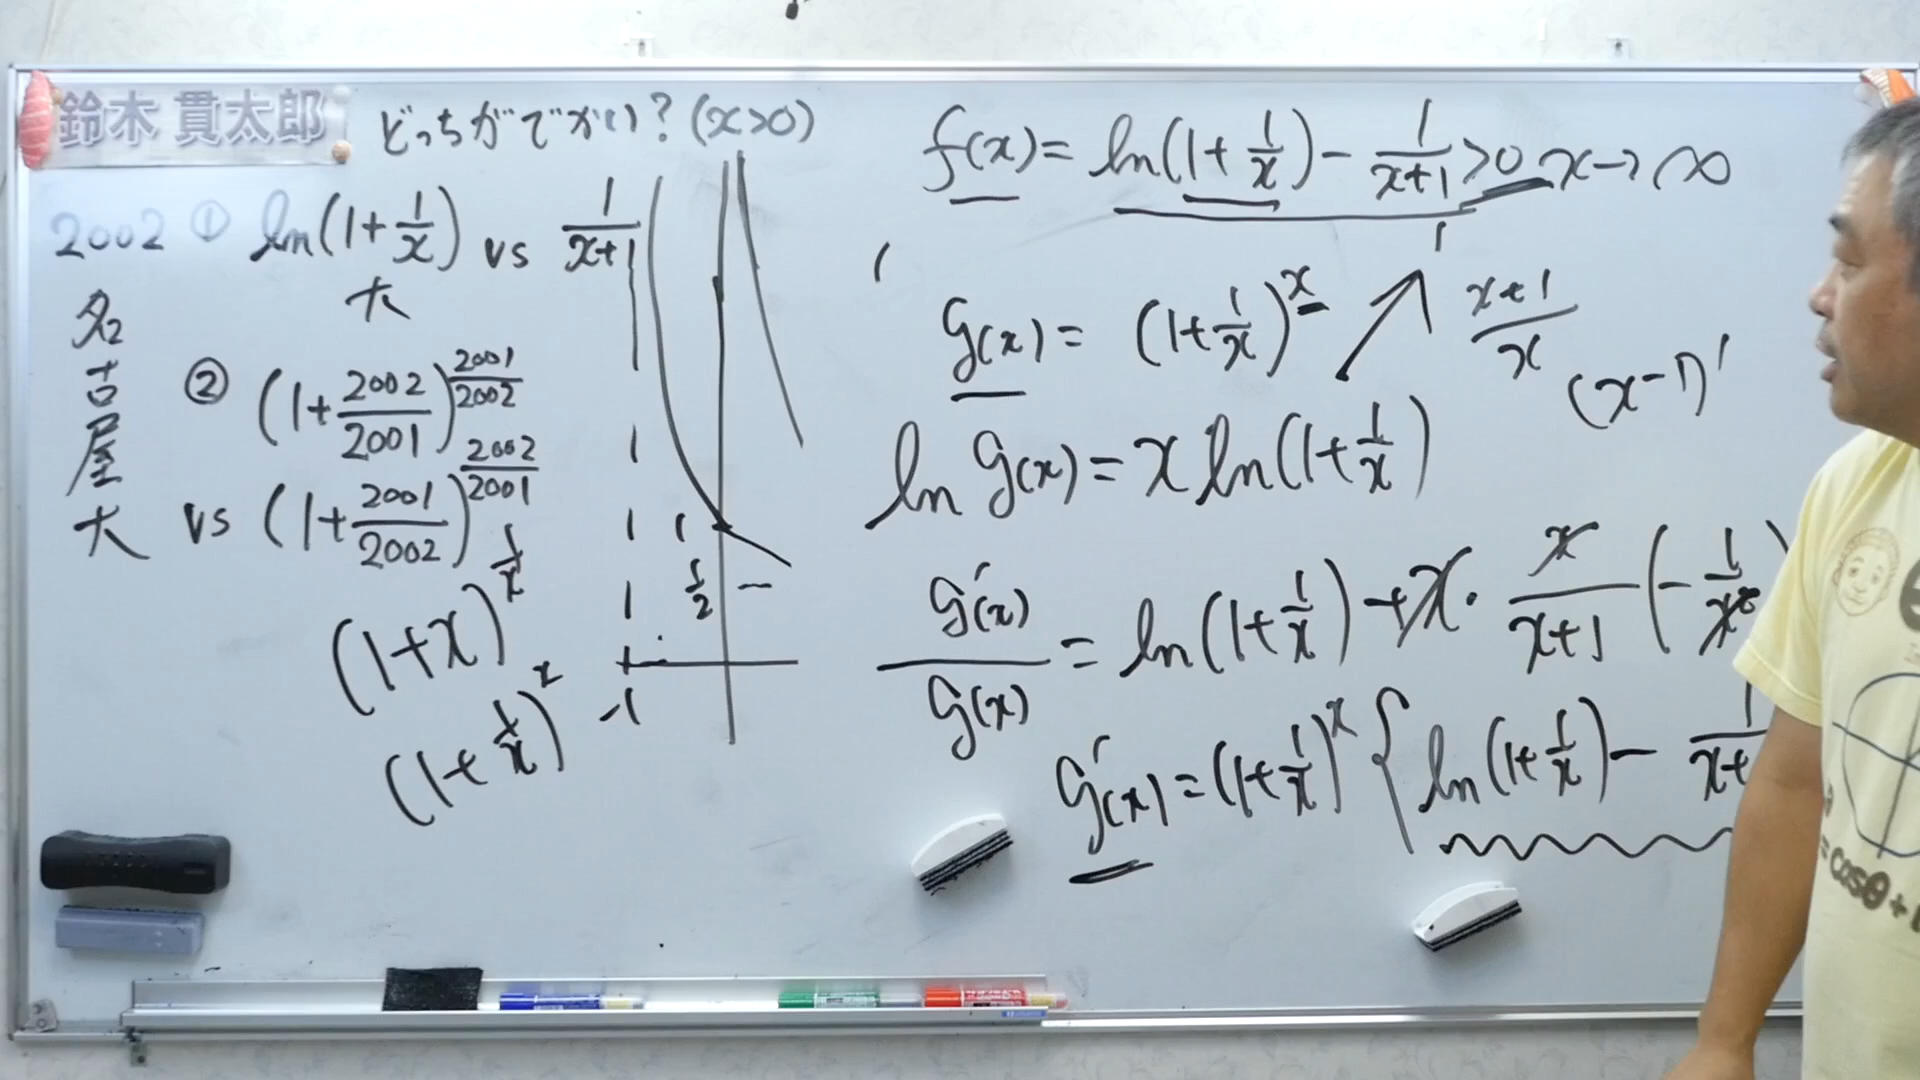 鈴木 貫太郎
どっちがでかい? (x>0)
2002 ① ln(1+1/x) vs 1/(x+1)
大
名古屋大
② (1+2002/2001)^(2001/2002)
vs (1+2001/2002)^(2002/2001)
(1+x)^(1/x)
(1+1/x)^x
1
1/2
-1
f(x)= ln(1+1/x) - 1/(x+1) >0 x→∞
g(x)= (1+1/x)^x
(x+1)/x
(x^-1)'
ln g(x) = x ln(1+1/x)
g'(x)/g(x) = ln(1+1/x) + x・x/(x+1) (-1/x²
g'(x) = (1+1/x)^x { ln(1+1/x) - 1/(x+
= cosθ +